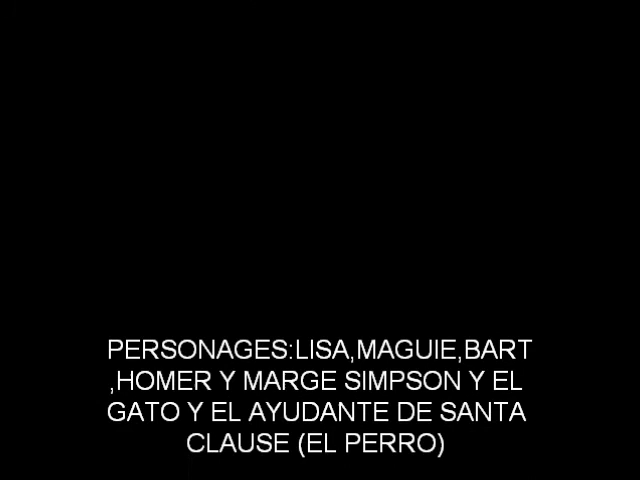 PERSONAGES:LISA,MAGUIE,BART
,HOMER Y MARGE SIMPSON Y EL
GATO Y EL AYUDANTE DE SANTA
CLAUSE (EL PERRO)